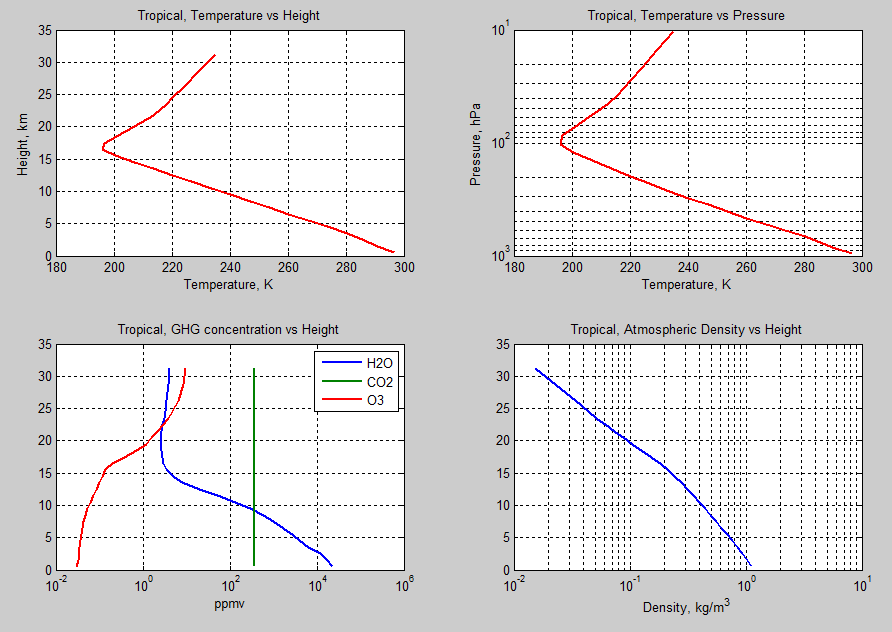 Tropical, Temperature vs Height
Height, km
35
30
25
20
15
10
5
0
180 200 220 240 260 280 300
Temperature, K
Tropical, Temperature vs Pressure
Pressure, hPa
10^1
10^2
10^3
180 200 220 240 260 280 300
Temperature, K
Tropical, GHG concentration vs Height
35
30
25
20
15
10
5
0
H2O
CO2
O3
10^-2 10^0 10^2 10^4 10^6
ppmv
Tropical, Atmospheric Density vs Height
35
30
25
20
15
10
5
0
10^-2 10^-1 10^0 10^1
Density, kg/m^3